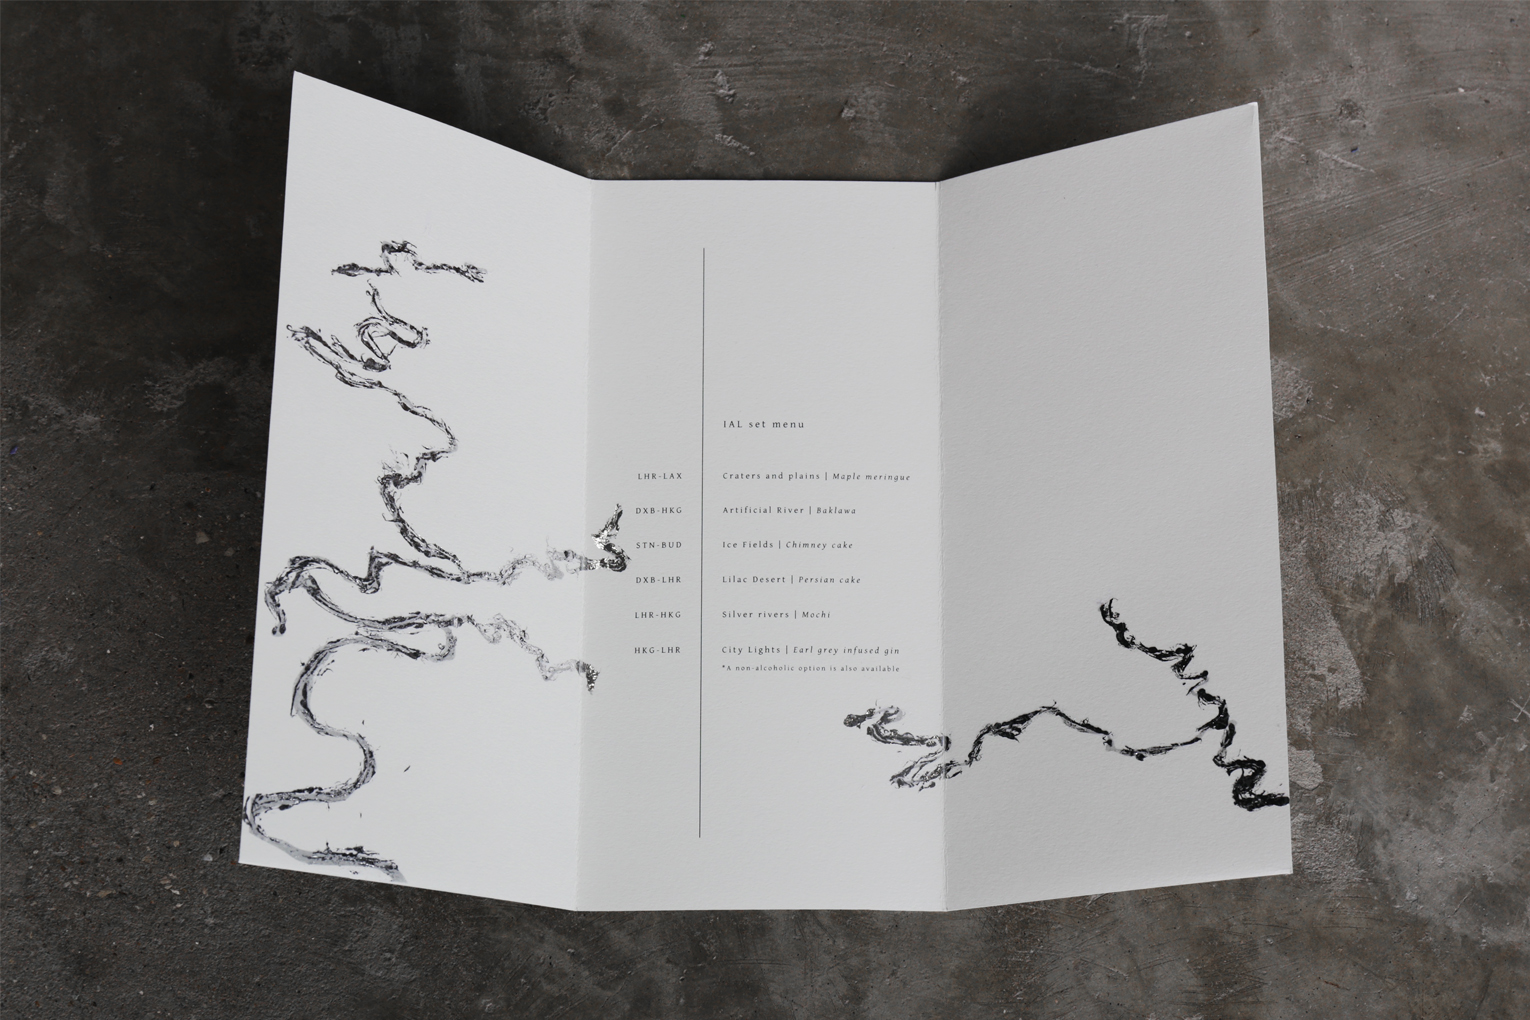 IAL set menu
LHR-LAX Craters and plains | Maple meringue
DXB-HKG Artificial River | Baklawa
STN-BUD Ice Fields | Chimney cake
DXB-LHR Lilac Desert | Persian cake
LHR-HKG Silver rivers | Mochi
HKG-LHR City Lights | Earl grey infused gin
*A non-alcoholic option is also available